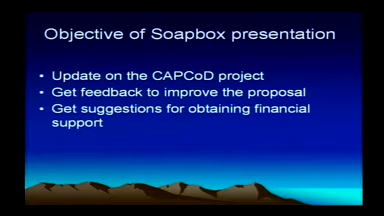 Objective of Soapbox presentation
• Update on the CAPCoD project
• Get feedback to improve the proposal
• Get suggestions for obtaining financial
support